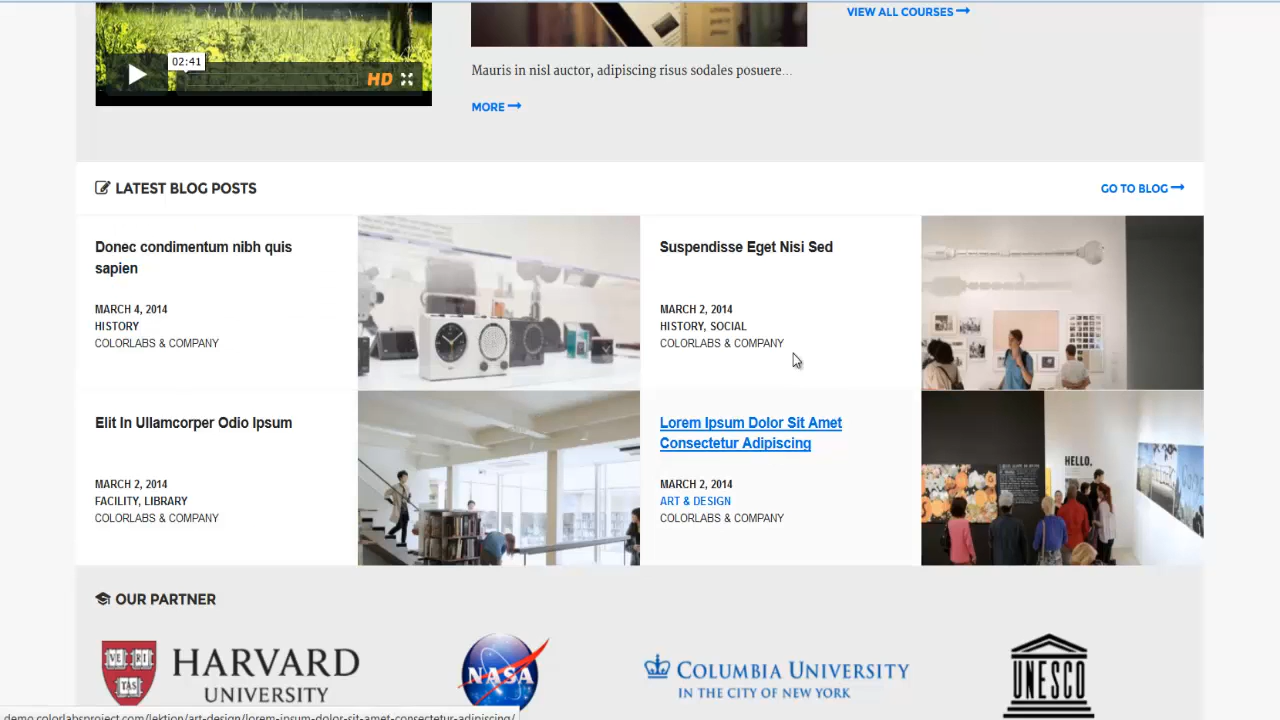 VIEW ALL COURSES
02:41
HD
Mauris in nisl auctor, adipiscing risus sodales posuere...
MORE
LATEST BLOG POSTS
GO TO BLOG
Donec condimentum nibh quis
sapien
MARCH 4, 2014
HISTORY
COLORLABS & COMPANY
Suspendisse Eget Nisi Sed
MARCH 2, 2014
HISTORY, SOCIAL
COLORLABS & COMPANY
Elit In Ullamcorper Odio Ipsum
MARCH 2, 2014
FACILITY, LIBRARY
COLORLABS & COMPANY
Lorem Ipsum Dolor Sit Amet
Consectetur Adipiscing
MARCH 2, 2014
ART & DESIGN
COLORLABS & COMPANY
HELLO,
OUR PARTNER
VE RI
TAS
HARVARD
UNIVERSITY
NASA
COLUMBIA UNIVERSITY
IN THE CITY OF NEW YORK
UNESCO
demo.colorlabsproject.com/lektion/art-design/lorem-ipsum-dolor-sit-amet-consectetur-adipiscing/